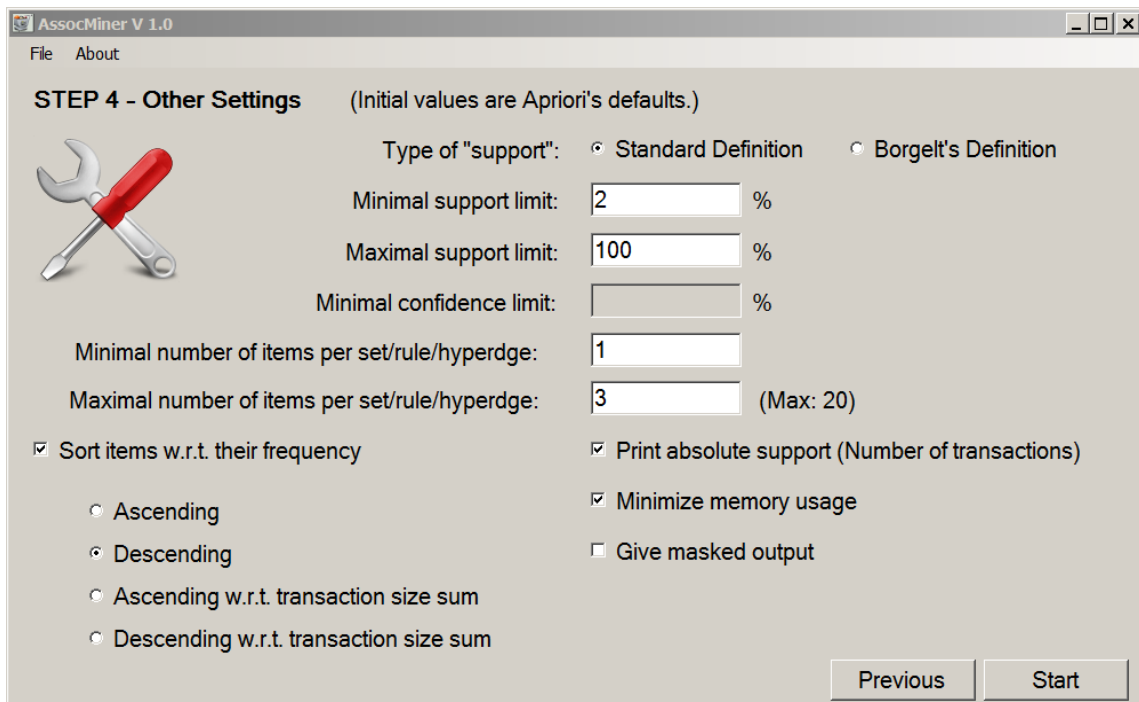 AssocMiner V 1.0
File About
STEP 4 - Other Settings (Initial values are Apriori's defaults.)
Type of "support": Standard Definition Borgelt's Definition
Minimal support limit: 2 %
Maximal support limit: 100 %
Minimal confidence limit: %
Minimal number of items per set/rule/hyperdge: 1
Maximal number of items per set/rule/hyperdge: 3 (Max: 20)
Sort items w.r.t. their frequency Print absolute support (Number of transactions)
Ascending Minimize memory usage
Descending Give masked output
Ascending w.r.t. transaction size sum
Descending w.r.t. transaction size sum
Previous Start